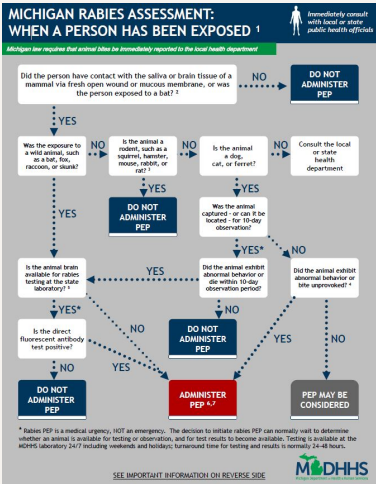 MICHIGAN RABIES ASSESSMENT:
WHEN A PERSON HAS BEEN EXPOSED 1
Immediately consult
with local or state
public health officials
Michigan law requires that animal bites be immediately reported to the local health department
Did the person have contact with the saliva or brain tissue of a
mammal via fresh open wound or mucous membrane, or was
the person exposed to a bat? 2
NO
DO NOT
ADMINISTER
PEP
YES
Was the exposure to
a wild animal, such
as a bat, fox,
raccoon, or skunk?
NO
Is the animal a
rodent, such as a
squirrel, hamster,
mouse, rabbit, or
rat? 3
NO
Is the animal
a dog,
cat, or ferret?
NO
Consult the local
or state
health
department
YES
DO NOT
ADMINISTER
PEP
YES
Was the animal
captured - or can it be
located - for 10-day
observation?
YES
YES*
NO
Is the animal brain
available for rabies
testing at the state
laboratory? 5
YES
Did the animal exhibit
abnormal behavior or
die within 10-day
observation period?
Did the animal exhibit
abnormal behavior or
bite unprovoked? 4
YES*
NO
NO
DO NOT
ADMINISTER
PEP
YES
NO
Is the direct
fluorescent antibody
test positive?
YES
NO
DO NOT
ADMINISTER
PEP
ADMINISTER
PEP 6,7
PEP MAY BE
CONSIDERED
* Rabies PEP is a medical urgency, NOT an emergency. The decision to initiate rabies PEP can normally wait to determine
whether an animal is available for testing or observation, and for test results to become available. Testing is available at the
MDHHS laboratory 24/7 including weekends and holidays; turnaround time for testing and results is normally 24-48 hours.
SEE IMPORTANT INFORMATION ON REVERSE SIDE
MDHHS
Michigan Department of Health & Human Services